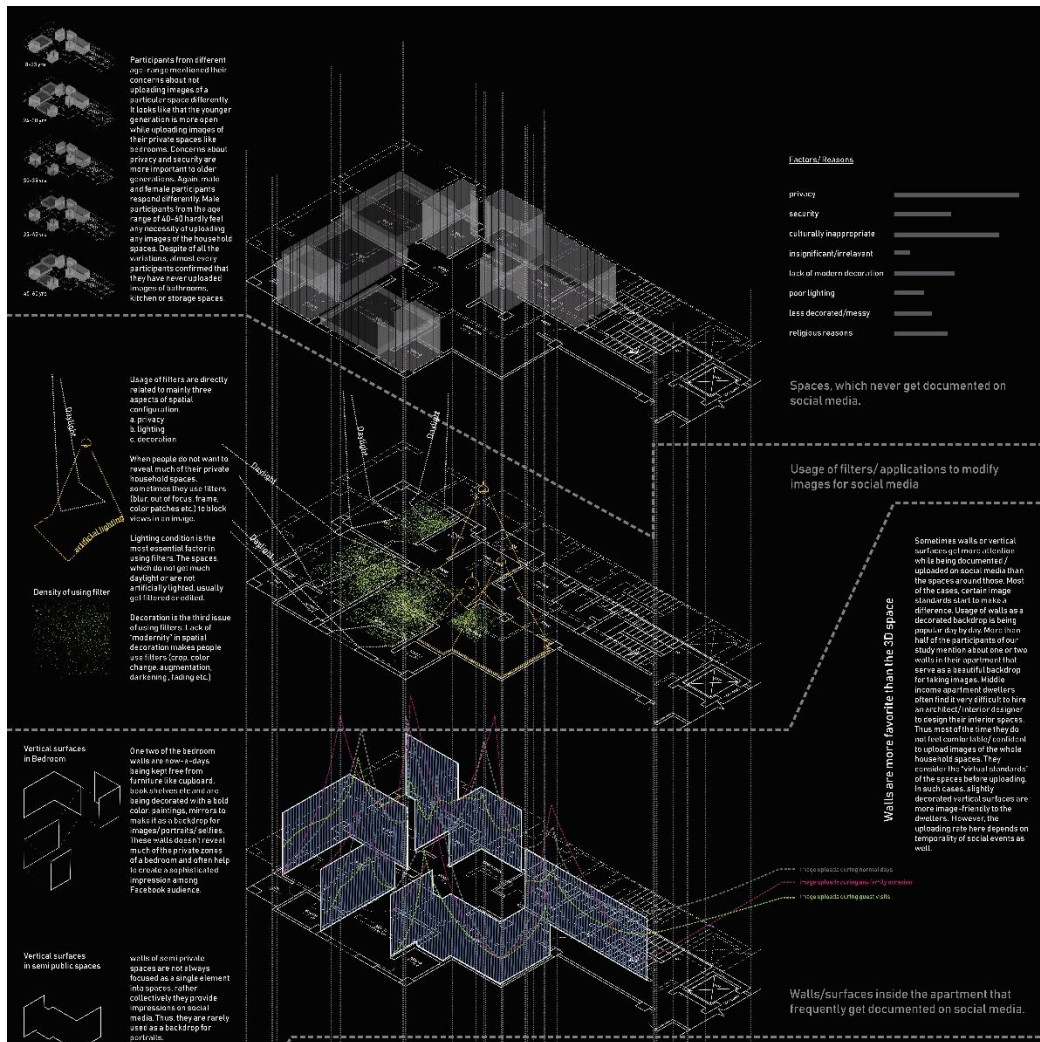 Participants from different
age-range mentioned their
concerns about not
uploading images of a
particular space differently.
It looks like that the younger
generation is more open
while uploading images of
their private spaces like
bedrooms. Concerns about
privacy and security are
more important to older
generations. Again, male
and female participants
respond differently. Male
participants from the age
range of 40-60 hardly feel
any necessity of uploading
any images of the household
spaces. Despite of all the
variations, almost every
participants confirmed that
they have never uploaded
images of bathrooms,
kitchen or storage spaces.
Factors/ Reasons
privacy
security
culturally inappropriate
insignificant/irrelavant
lack of modern decoration
poor lighting
less decorated/messy
religious reasons
Spaces, which never get documented on
social media.
Daylight
artificial lighting
Density of using filter
Usage of filters are directly
related to mainly three
aspects of spatial
configuration.
a. privacy
b. lighting
c. decoration
When people do not want to
reveal much of their private
household spaces,
sometimes they use filters
(blur, out of focus, frame,
color patches etc.) to block
views in an image.
Lighting condition is the
most essential factor in
using filters. The spaces,
which do not get much
daylight or are not
artificially lighted, usually
get filtered or edited.
Decoration is the third issue
of using filters. Lack of
"modernity" in spatial
decoration makes people
use filters (crop, color
change, augmentation,
darkening, fading etc.)
Daylight
Daylight
Daylight
Daylight
Usage of filters/ applications to modify
images for social media
Walls are more favorite than the 3D space
Sometimes walls or vertical
surfaces get more attention
while being documented /
uploaded on social media than
the spaces around those. Most
of the cases, certain image
standards start to make a
difference. Usage of walls as a
decorated backdrop is being
popular day by day. More than
half of the participants of our
study mention about one or two
walls in their apartment that
serve as a beautiful backdrop
for taking images. Middle
income apartment dwellers
often find it very difficult to hire
an architect/interior designer
to design their interior spaces.
Thus most of the time they do
not feel comfortable/ confident
to upload images of the whole
household spaces. They
consider the "virtual standards"
of the spaces before uploading.
In such cases, slightly
decorated vertical surfaces are
more image-friendly to the
dwellers. However, the
uploading rate here depends on
temporality of social events as
well.
Vertical surfaces
in Bedroom
One two of the bedroom
walls are now-a-days
being kept free from
furniture like cupboard,
book shelves etc and are
being decorated with a bold
color, paintings, mirrors to
make it as a backdrop for
images/ portraits/ selfies.
These walls doesn't reveal
much of the private zones
of a bedroom and often help
to create a sophisticated
impression among
Facebook audience.
Image uploads during normal days
Image uploads during any family occasion
Image uploads during guest visits
Vertical surfaces
in semi public spaces
walls of semi private
spaces are not always
focused as a single element
into spaces, rather
collectively they provide
impressions on social
media. Thus, they are rarely
used as a backdrop for
portraits.
Walls/surfaces inside the apartment that
frequently get documented on social media.